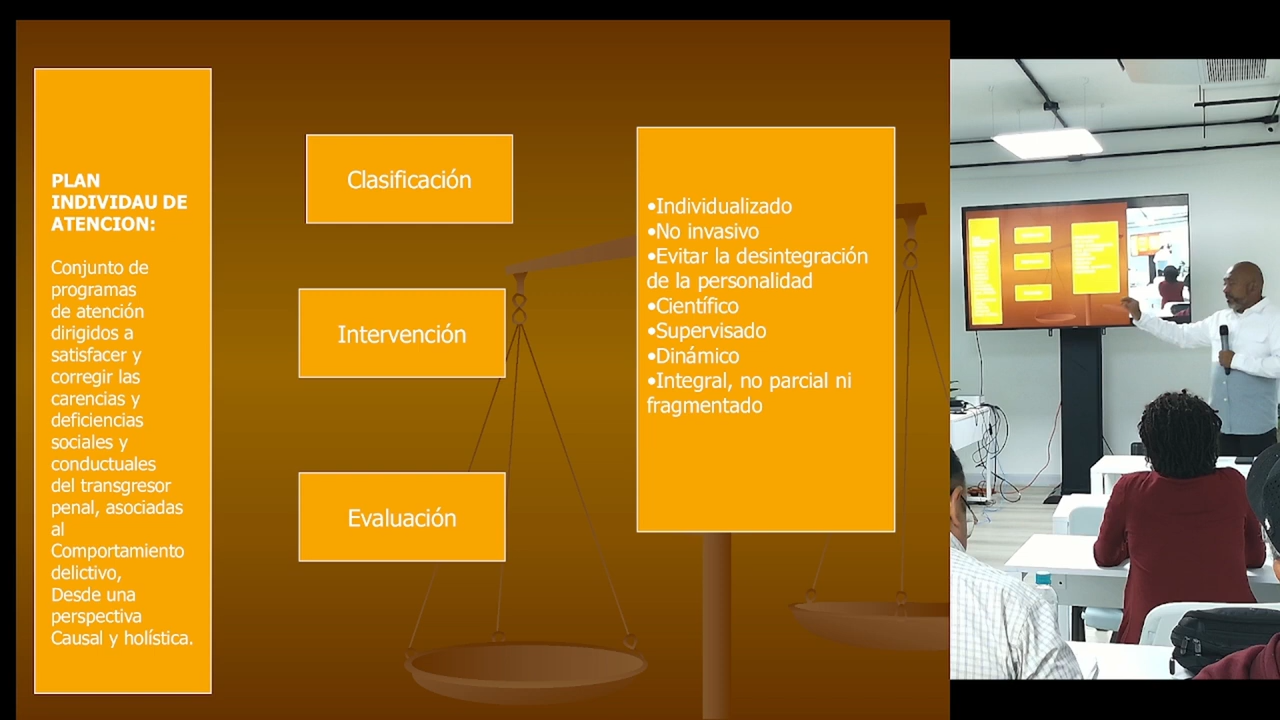 PLAN
INDIVIDAU DE
ATENCION:
Conjunto de
programas
de atención
dirigidos a
satisfacer y
corregir las
carencias y
deficiencias
sociales y
conductuales
del transgresor
penal, asociadas
al
Comportamiento
delictivo,
Desde una
perspectiva
Causal y holística.
Clasificación
Intervención
Evaluación
•Individualizado
•No invasivo
•Evitar la desintegración
de la personalidad
•Científico
•Supervisado
•Dinámico
•Integral, no parcial ni
fragmentado